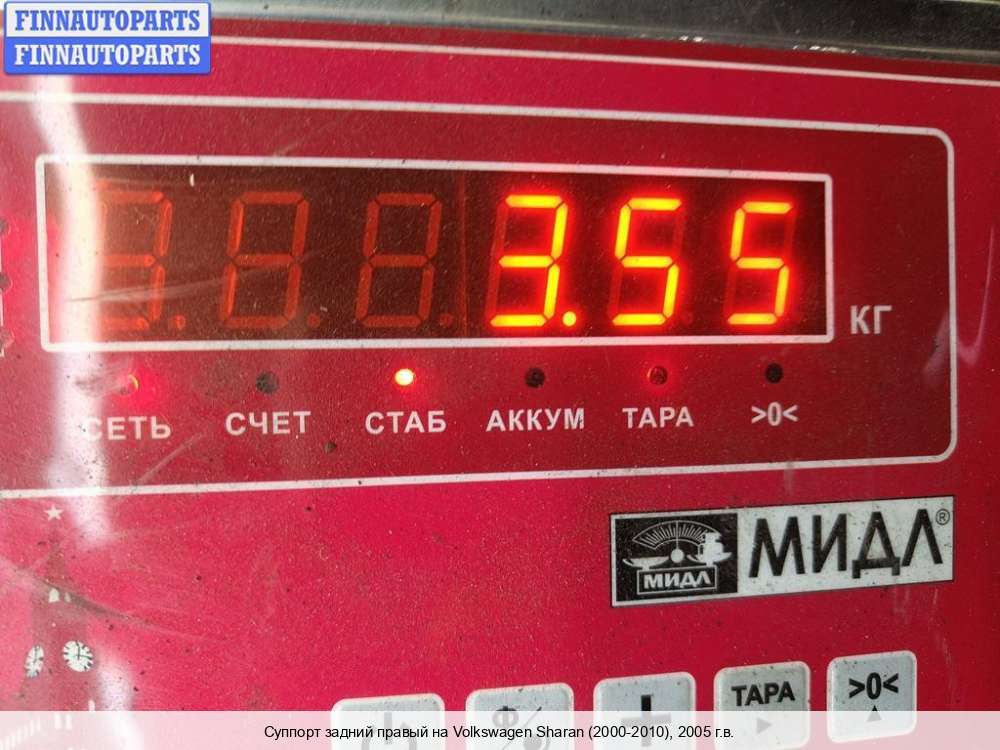 FINNAUTOPARTS
FINNAUTOPARTS
3.55
КГ
СЕТЬ СЧЕТ СТАБ АККУМ ТАРА >0<
МИДЛ МИДЛ®
ТАРА >0<
Суппорт задний правый на Volkswagen Sharan (2000-2010), 2005 г.в.